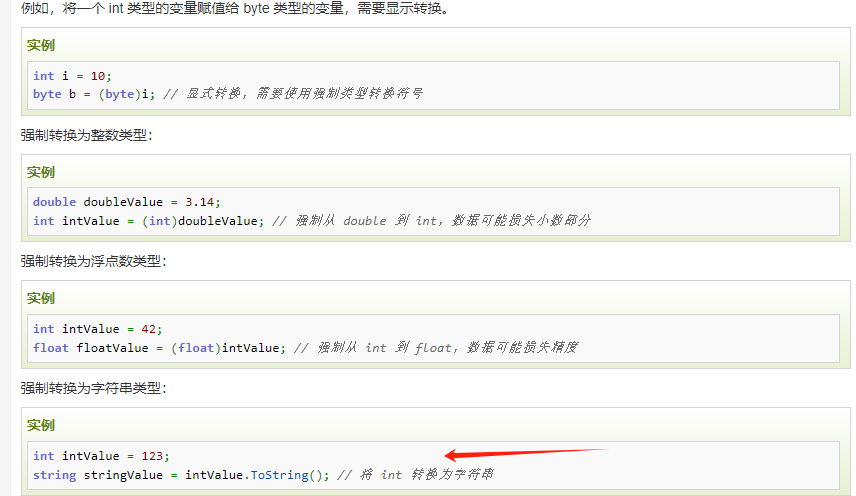 例如，将一个 int 类型的变量赋值给 byte 类型的变量，需要显示转换。
实例
int i = 10;
byte b = (byte)i; // 显式转换，需要使用强制类型转换符号
强制转换为整数类型：
实例
double doubleValue = 3.14;
int intValue = (int)doubleValue; // 强制从 double 到 int，数据可能损失小数部分
强制转换为浮点数类型：
实例
int intValue = 42;
float floatValue = (float)intValue; // 强制从 int 到 float，数据可能损失精度
强制转换为字符串类型：
实例
int intValue = 123;
string stringValue = intValue.ToString(); // 将 int 转换为字符串